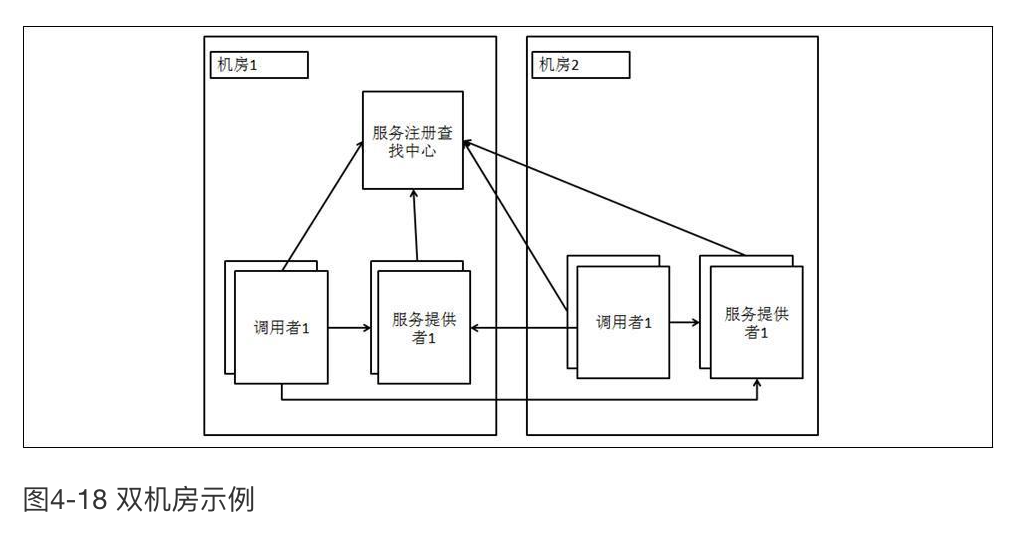 机房1
机房2
服务注册查
找中心
调用者1
服务提供
者1
调用者1
服务提供
者1
图4-18 双机房示例